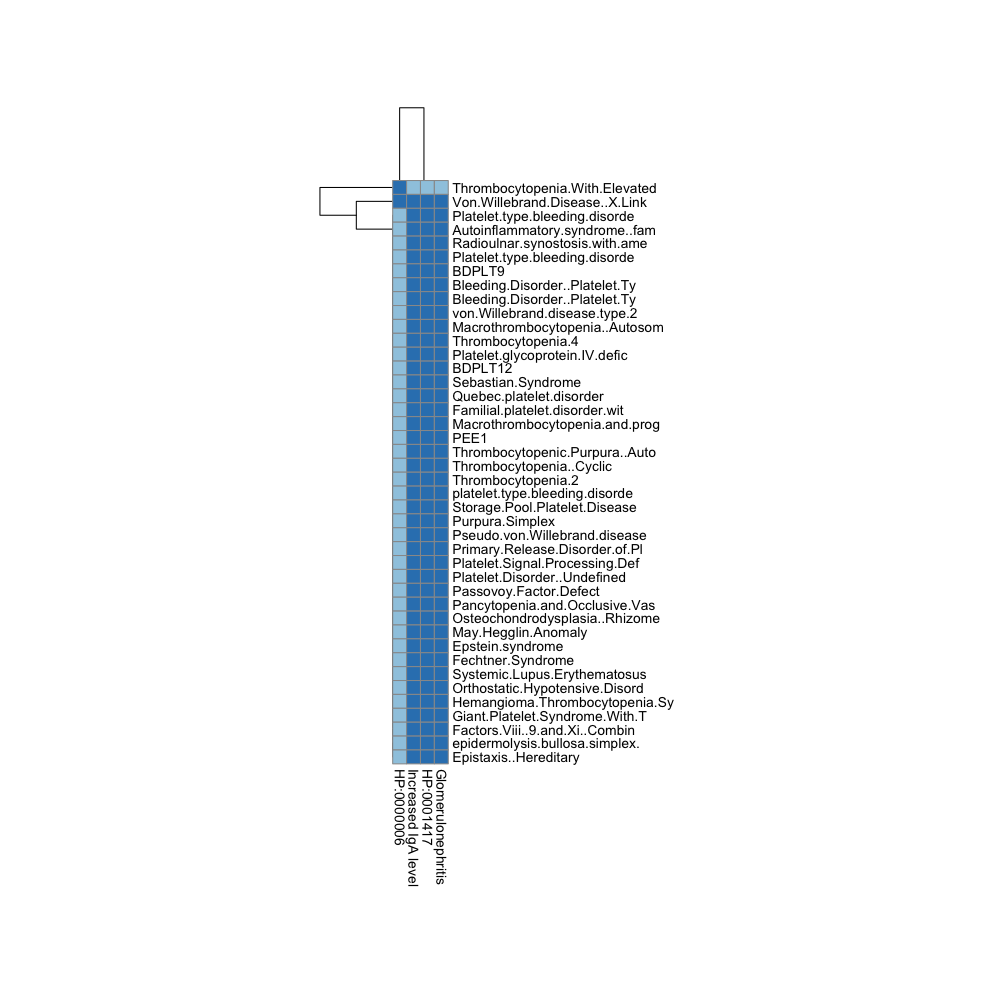 Thrombocytopenia.With.Elevated
Von.Willebrand.Disease..X.Link
Platelet.type.bleeding.disorde
Autoinflammatory.syndrome..fam
Radioulnar.synostosis.with.ame
Platelet.type.bleeding.disorde
BDPLT9
Bleeding.Disorder..Platelet.Ty
Bleeding.Disorder..Platelet.Ty
von.Willebrand.disease.type.2
Macrothrombocytopenia..Autosom
Thrombocytopenia.4
Platelet.glycoprotein.IV.defic
BDPLT12
Sebastian.Syndrome
Quebec.platelet.disorder
Familial.platelet.disorder.wit
Macrothrombocytopenia.and.prog
PEE1
Thrombocytopenic.Purpura..Auto
Thrombocytopenia..Cyclic
Thrombocytopenia.2
platelet.type.bleeding.disorde
Storage.Pool.Platelet.Disease
Purpura.Simplex
Pseudo.von.Willebrand.disease
Primary.Release.Disorder.of.Pl
Platelet.Signal.Processing.Def
Platelet.Disorder..Undefined
Passovoy.Factor.Defect
Pancytopenia.and.Occlusive.Vas
Osteochondrodysplasia..Rhizome
May.Hegglin.Anomaly
Epstein.syndrome
Fechtner.Syndrome
Systemic.Lupus.Erythematosus
Orthostatic.Hypotensive.Disord
Hemangioma.Thrombocytopenia.Sy
Giant.Platelet.Syndrome.With.T
Factors.Viii..9.and.Xi..Combin
epidermolysis.bullosa.simplex.
Epistaxis..Hereditary
HP:0000006
Increased IgA level
HP:0001417
Glomerulonephritis